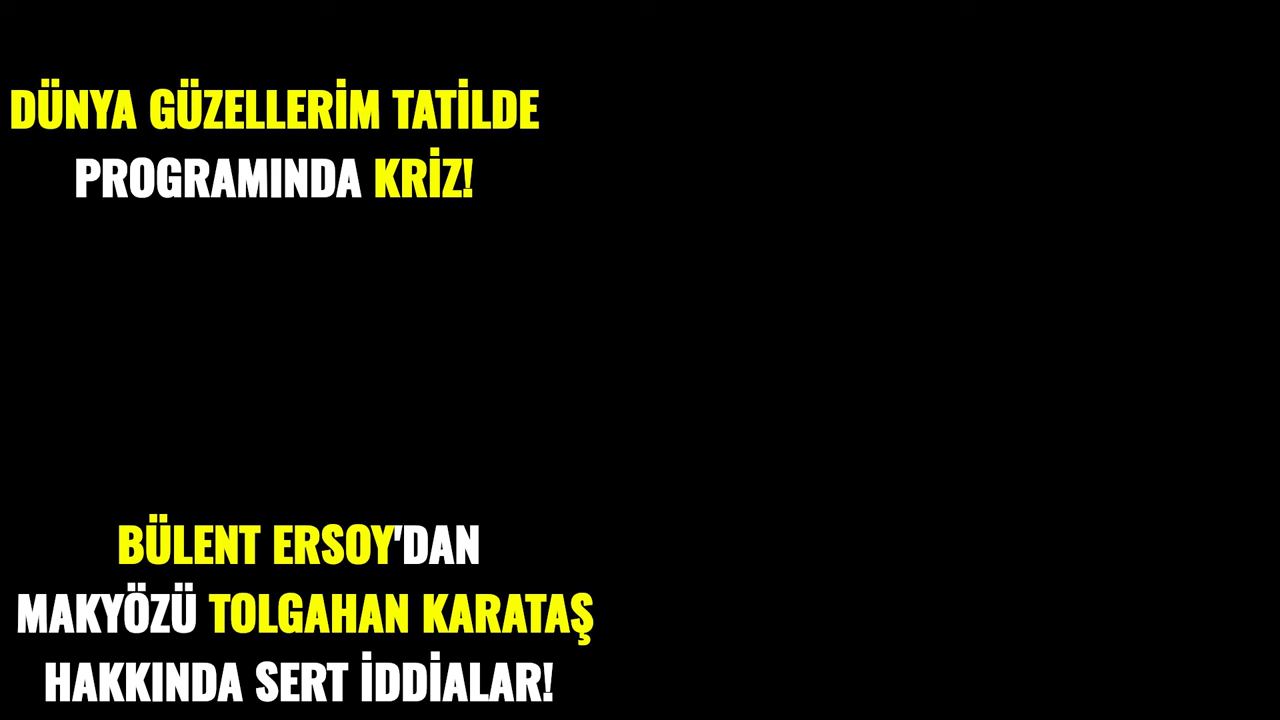 DÜNYA GÜZELLERİM TATİLDE
PROGRAMINDA KRİZ!
BÜLENT ERSOY'DAN
MAKYÖZÜ TOLGAHAN KARATAŞ
HAKKINDA SERT İDDİALAR!